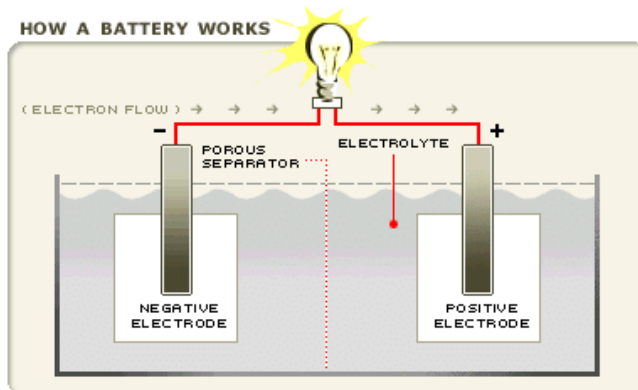 HOW A BATTERY WORKS
(ELECTRON FLOW) → → → → → → →
− +
POROUS
SEPARATOR
ELECTROLYTE
NEGATIVE
ELECTRODE
POSITIVE
ELECTRODE